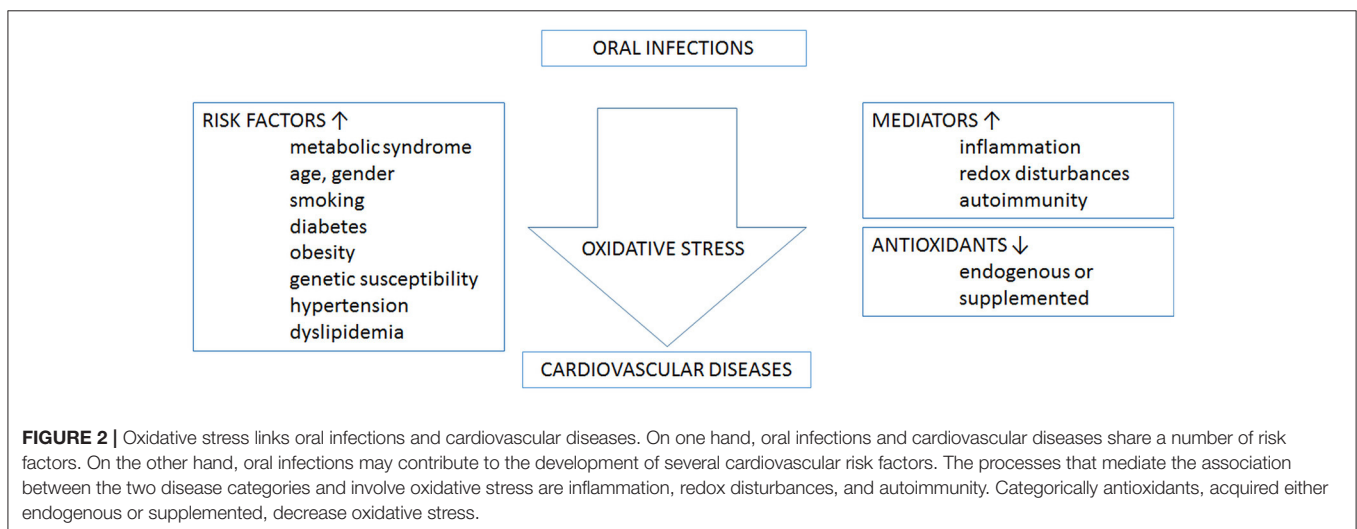 ORAL INFECTIONS
RISK FACTORS ↑
metabolic syndrome
age, gender
smoking
diabetes
obesity
genetic susceptibility
hypertension
dyslipidemia
OXIDATIVE STRESS
MEDIATORS ↑
inflammation
redox disturbances
autoimmunity
ANTIOXIDANTS ↓
endogenous or
supplemented
CARDIOVASCULAR DISEASES
FIGURE 2 | Oxidative stress links oral infections and cardiovascular diseases. On one hand, oral infections and cardiovascular diseases share a number of risk
factors. On the other hand, oral infections may contribute to the development of several cardiovascular risk factors. The processes that mediate the association
between the two disease categories and involve oxidative stress are inflammation, redox disturbances, and autoimmunity. Categorically antioxidants, acquired either
endogenous or supplemented, decrease oxidative stress.